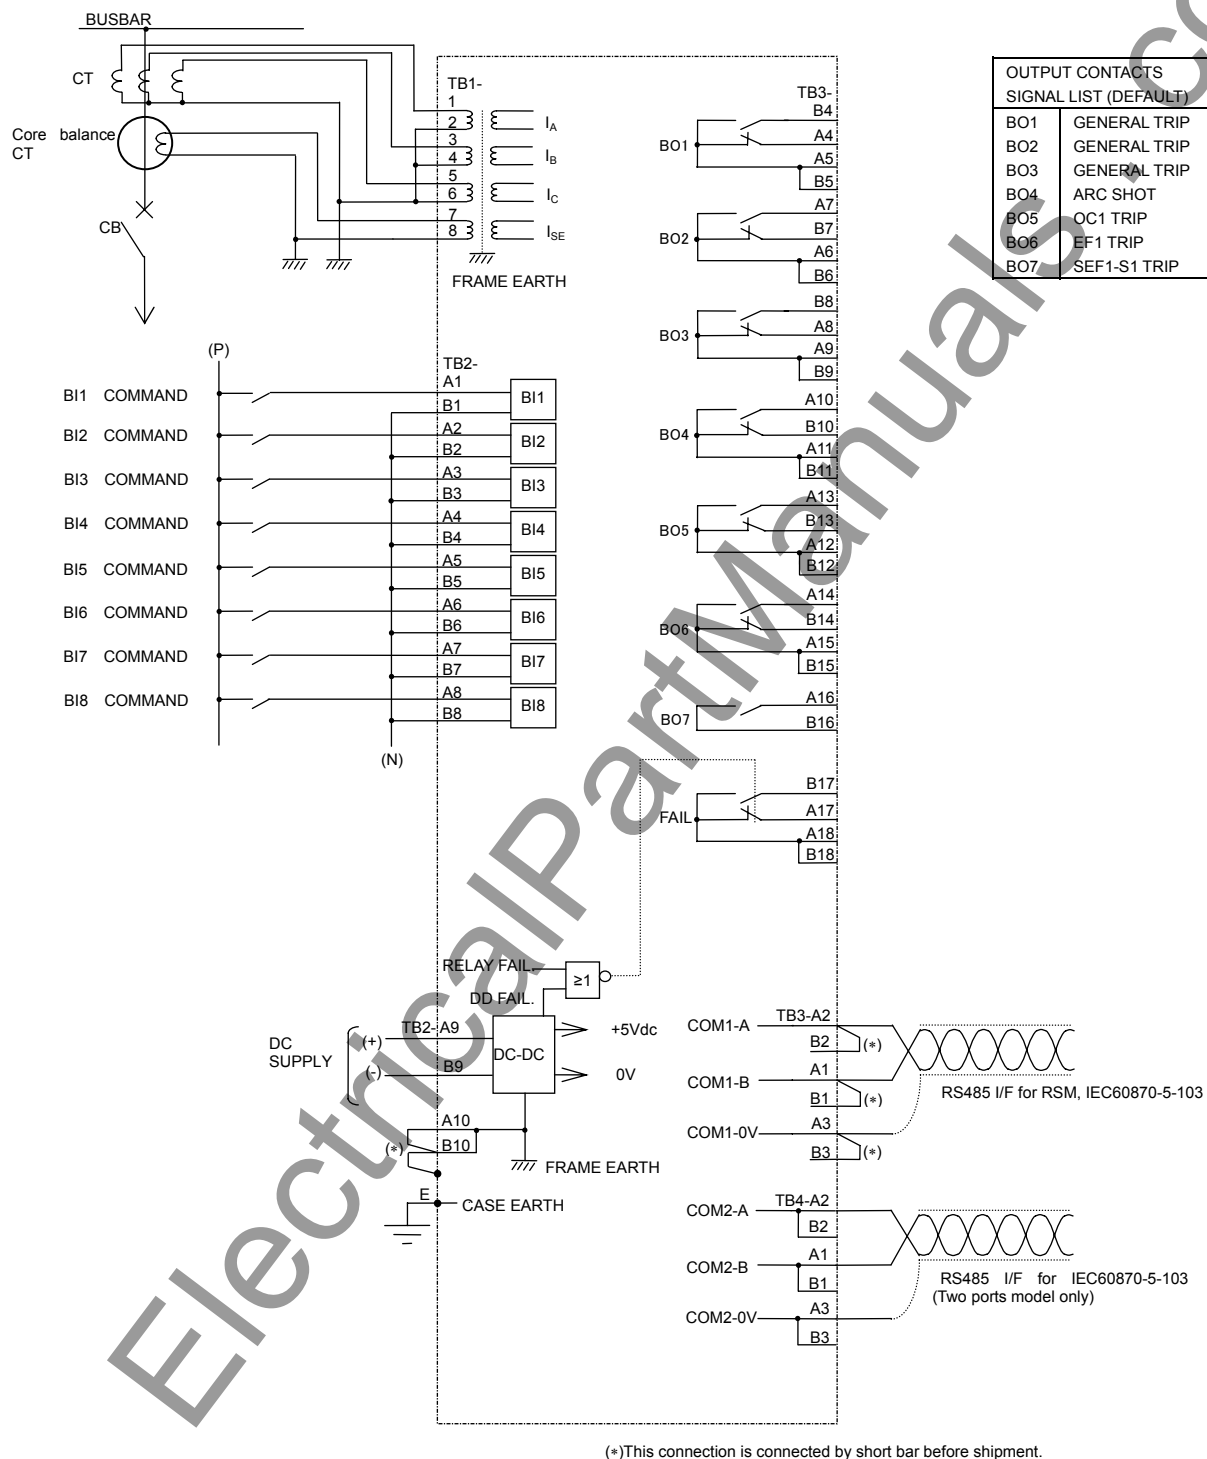 BUSBAR
CT
Core balance
CT
CB
TB1-
1
2
3
4
5
6
7
8
I_A
I_B
I_C
I_SE
FRAME EARTH
(P)
TB2-
BI1 COMMAND
A1
B1
BI1
BI2 COMMAND
A2
B2
BI2
BI3 COMMAND
A3
B3
BI3
BI4 COMMAND
A4
B4
BI4
BI5 COMMAND
A5
B5
BI5
BI6 COMMAND
A6
B6
BI6
BI7 COMMAND
A7
B7
BI7
BI8 COMMAND
A8
B8
BI8
(N)
TB3-
BO1
B4
A4
A5
B5
BO2
A7
B7
A6
B6
BO3
B8
A8
A9
B9
BO4
A10
B10
A11
B11
BO5
A13
B13
A12
B12
BO6
A14
B14
A15
B15
BO7
A16
B16
FAIL
B17
A17
A18
B18
OUTPUT CONTACTS
SIGNAL LIST (DEFAULT)
BO1 GENERAL TRIP
BO2 GENERAL TRIP
BO3 GENERAL TRIP
BO4 ARC SHOT
BO5 OC1 TRIP
BO6 EF1 TRIP
BO7 SEF1-S1 TRIP
RELAY FAIL.
≥1
DD FAIL.
DC
SUPPLY
(+)
(-)
TB2- A9
B9
DC-DC
+5Vdc
0V
A10
B10
(∗)
FRAME EARTH
E
CASE EARTH
COM1-A
TB3-A2
B2
(∗)
COM1-B
A1
B1
(∗)
COM1-0V
A3
B3
(∗)
RS485 I/F for RSM, IEC60870-5-103
COM2-A
TB4-A2
B2
COM2-B
A1
B1
COM2-0V
A3
B3
RS485 I/F for IEC60870-5-103
(Two ports model only)
(∗)This connection is connected by short bar before shipment.
ElectricalPartManuals.co